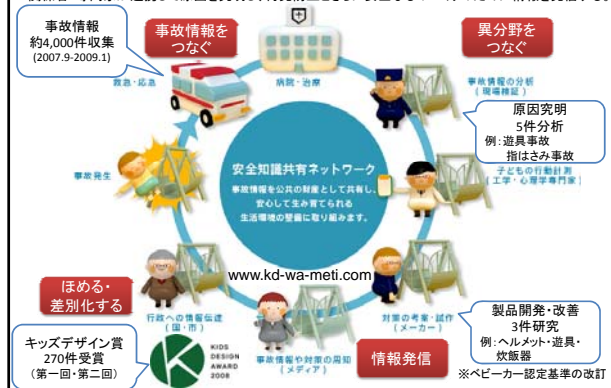 事故情報
約4,000件収集
(2007.9-2009.1)
事故情報を
つなぐ
異分野を
つなぐ
救急・応急
病院・治療
事故情報の分析
(現場検証)
原因究明
5件分析
例:遊具事故
指はさみ事故
事故発生
安全知識共有ネットワーク
事故情報を公共の財産として共有し、
安心して生み育てられる
生活環境の整備に取り組みます。
子どもの行動計測
(工学・心理学専門家)
www.kd-wa-meti.com
ほめる・
差別化する
行政への情報伝達
(国・市)
対策の考案・試作
(メーカー)
製品開発・改善
3件研究
例:ヘルメット・遊具・
炊飯器
キッズデザイン賞
270件受賞
(第一回・第二回)
KIDS
DESIGN
AWARD
2008
事故情報や対策の周知
(メディア)
情報発信
※ベビーカー認定基準の改訂